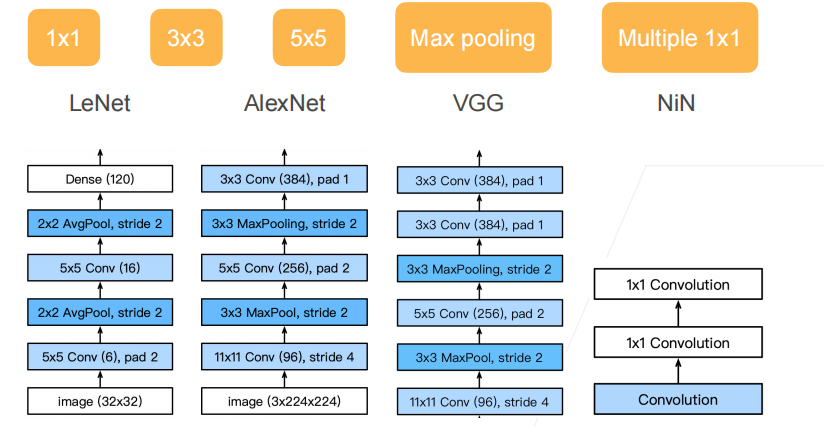 1x1
3x3
5x5
Max pooling
Multiple 1x1
LeNet
AlexNet
VGG
NiN
Dense (120)
2x2 AvgPool, stride 2
5x5 Conv (16)
2x2 AvgPool, stride 2
5x5 Conv (6), pad 2
image (32x32)
3x3 Conv (384), pad 1
3x3 MaxPooling, stride 2
5x5 Conv (256), pad 2
3x3 MaxPool, stride 2
11x11 Conv (96), stride 4
image (3x224x224)
3x3 Conv (384), pad 1
3x3 Conv (384), pad 1
3x3 MaxPooling, stride 2
5x5 Conv (256), pad 2
3x3 MaxPool, stride 2
11x11 Conv (96), stride 4
1x1 Convolution
1x1 Convolution
Convolution